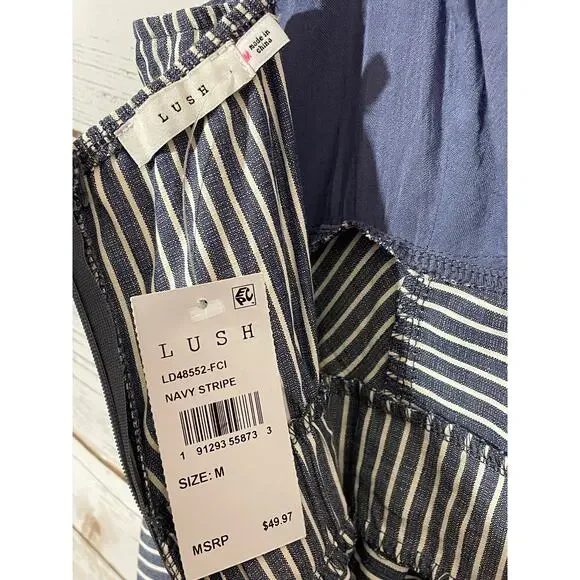 LUSH
M
Made in
China
LUSH
LD48552-FCI
NAVY STRIPE
1 91293 55873 3
SIZE: M
MSRP $49.97